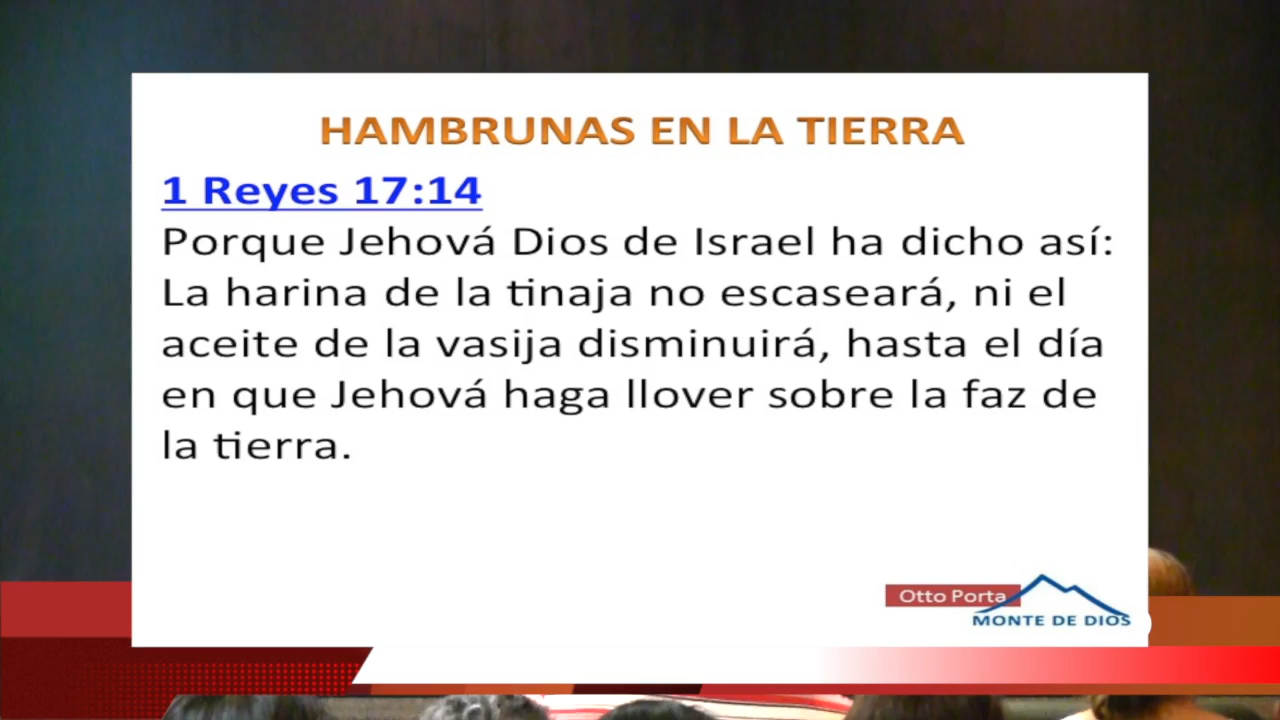 HAMBRUNAS EN LA TIERRA
1 Reyes 17:14
Porque Jehová Dios de Israel ha dicho así:
La harina de la tinaja no escaseará, ni el
aceite de la vasija disminuirá, hasta el día
en que Jehová haga llover sobre la faz de
la tierra.
Otto Porta
MONTE DE DIOS